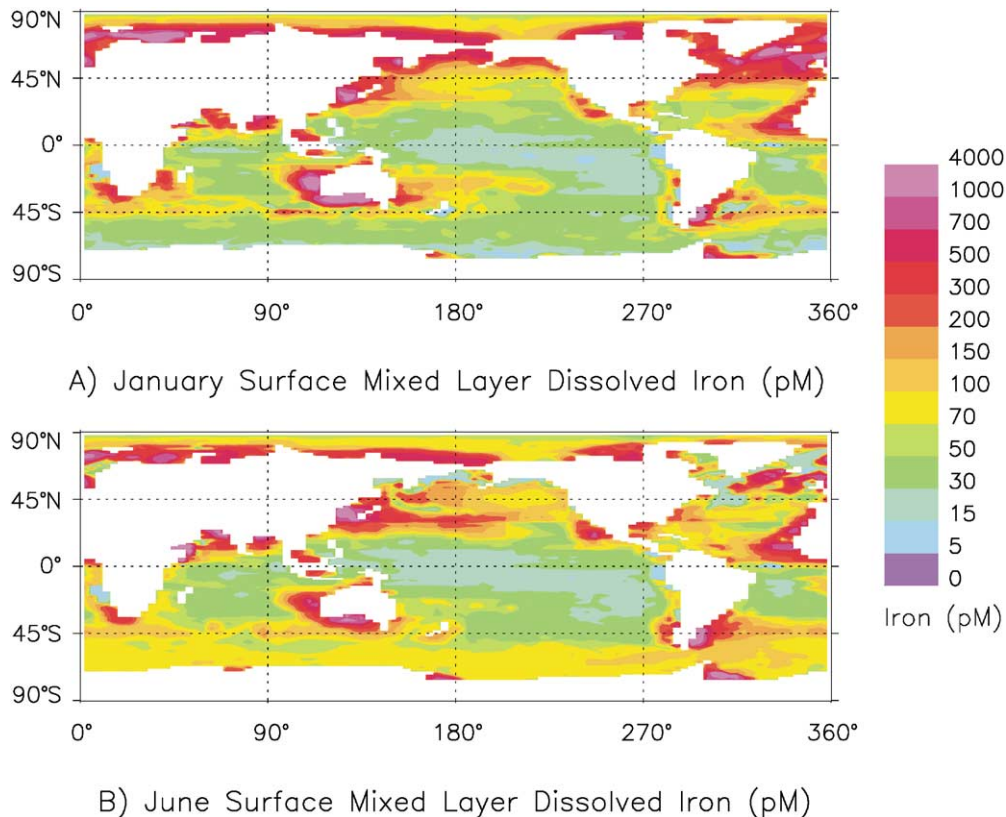 90°N
45°N
0°
45°S
90°S
0°
90°
180°
270°
360°
A) January Surface Mixed Layer Dissolved Iron (pM)
90°N
45°N
0°
45°S
90°S
0°
90°
180°
270°
360°
B) June Surface Mixed Layer Dissolved Iron (pM)
4000
1000
700
500
300
200
150
100
70
50
30
15
5
0
Iron (pM)